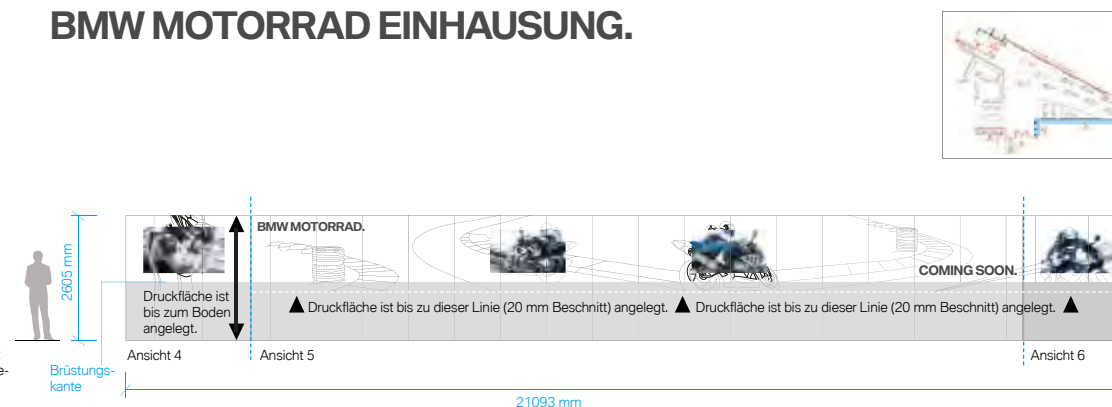 BMW MOTORRAD EINHAUSUNG.
2605 mm
BMW MOTORRAD.
COMING SOON.
Druckfläche ist
bis zum Boden
angelegt.
Druckfläche ist bis zu dieser Linie (20 mm Beschnitt) angelegt.
Druckfläche ist bis zu dieser Linie (20 mm Beschnitt) angelegt.
Ansicht 4
Ansicht 5
Ansicht 6
e-
Brüstungs-
kante
21093 mm